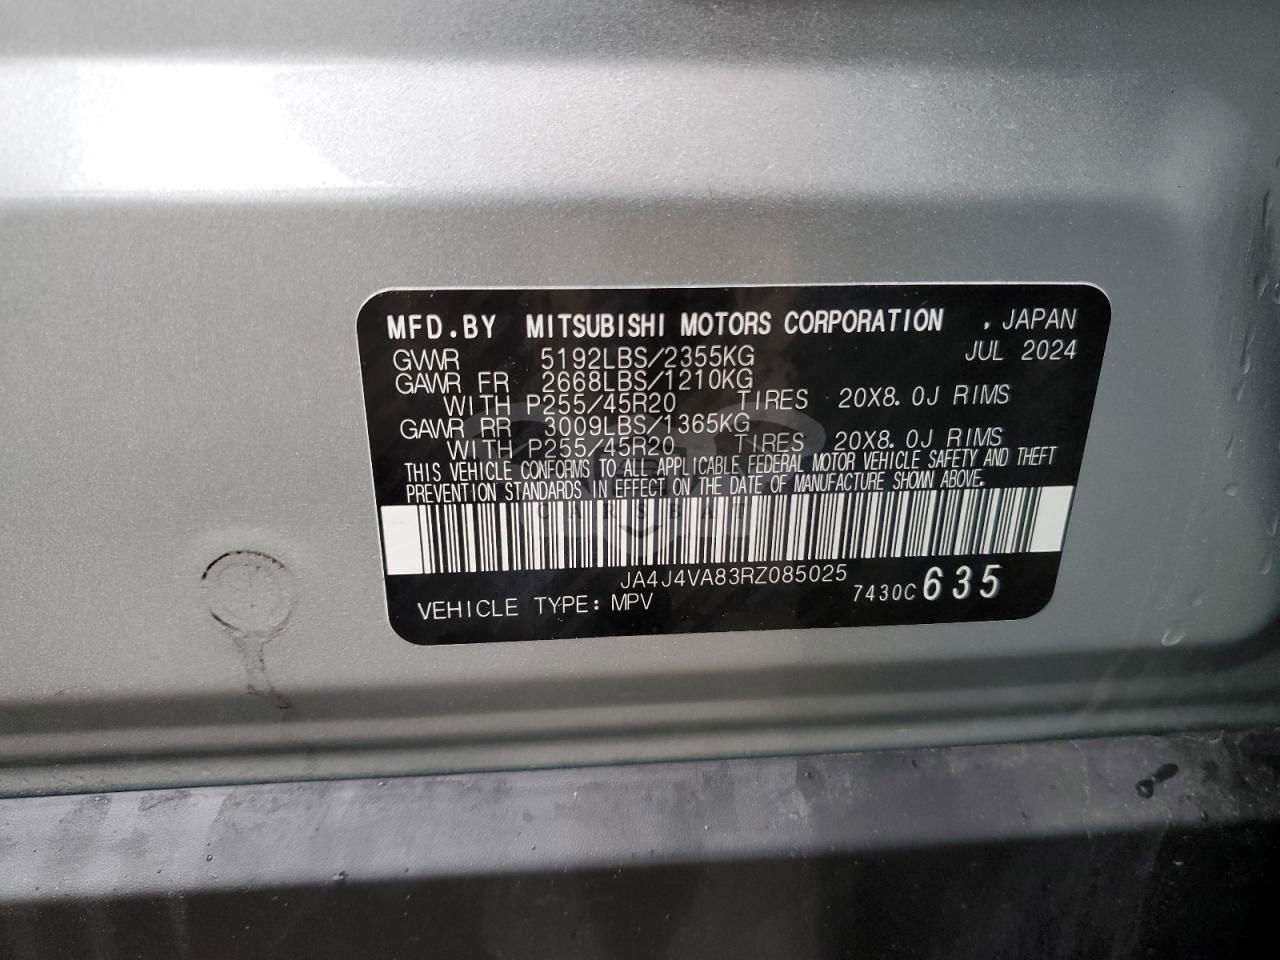 MFD.BY MITSUBISHI MOTORS CORPORATION , JAPAN
GVWR 5192LBS/2355KG JUL 2024
GAWR FR 2668LBS/1210KG
WITH P255/45R20 TIRES 20X8.0J RIMS
GAWR RR 3009LBS/1365KG
WITH P255/45R20 TIRES 20X8.0J RIMS
THIS VEHICLE CONFORMS TO ALL APPLICABLE FEDERAL MOTOR VEHICLE SAFETY AND THEFT
PREVENTION STANDARDS IN EFFECT ON THE DATE OF MANUFACTURE SHOWN ABOVE.
JA4J4VA83RZ085025
VEHICLE TYPE: MPV 7430C 635